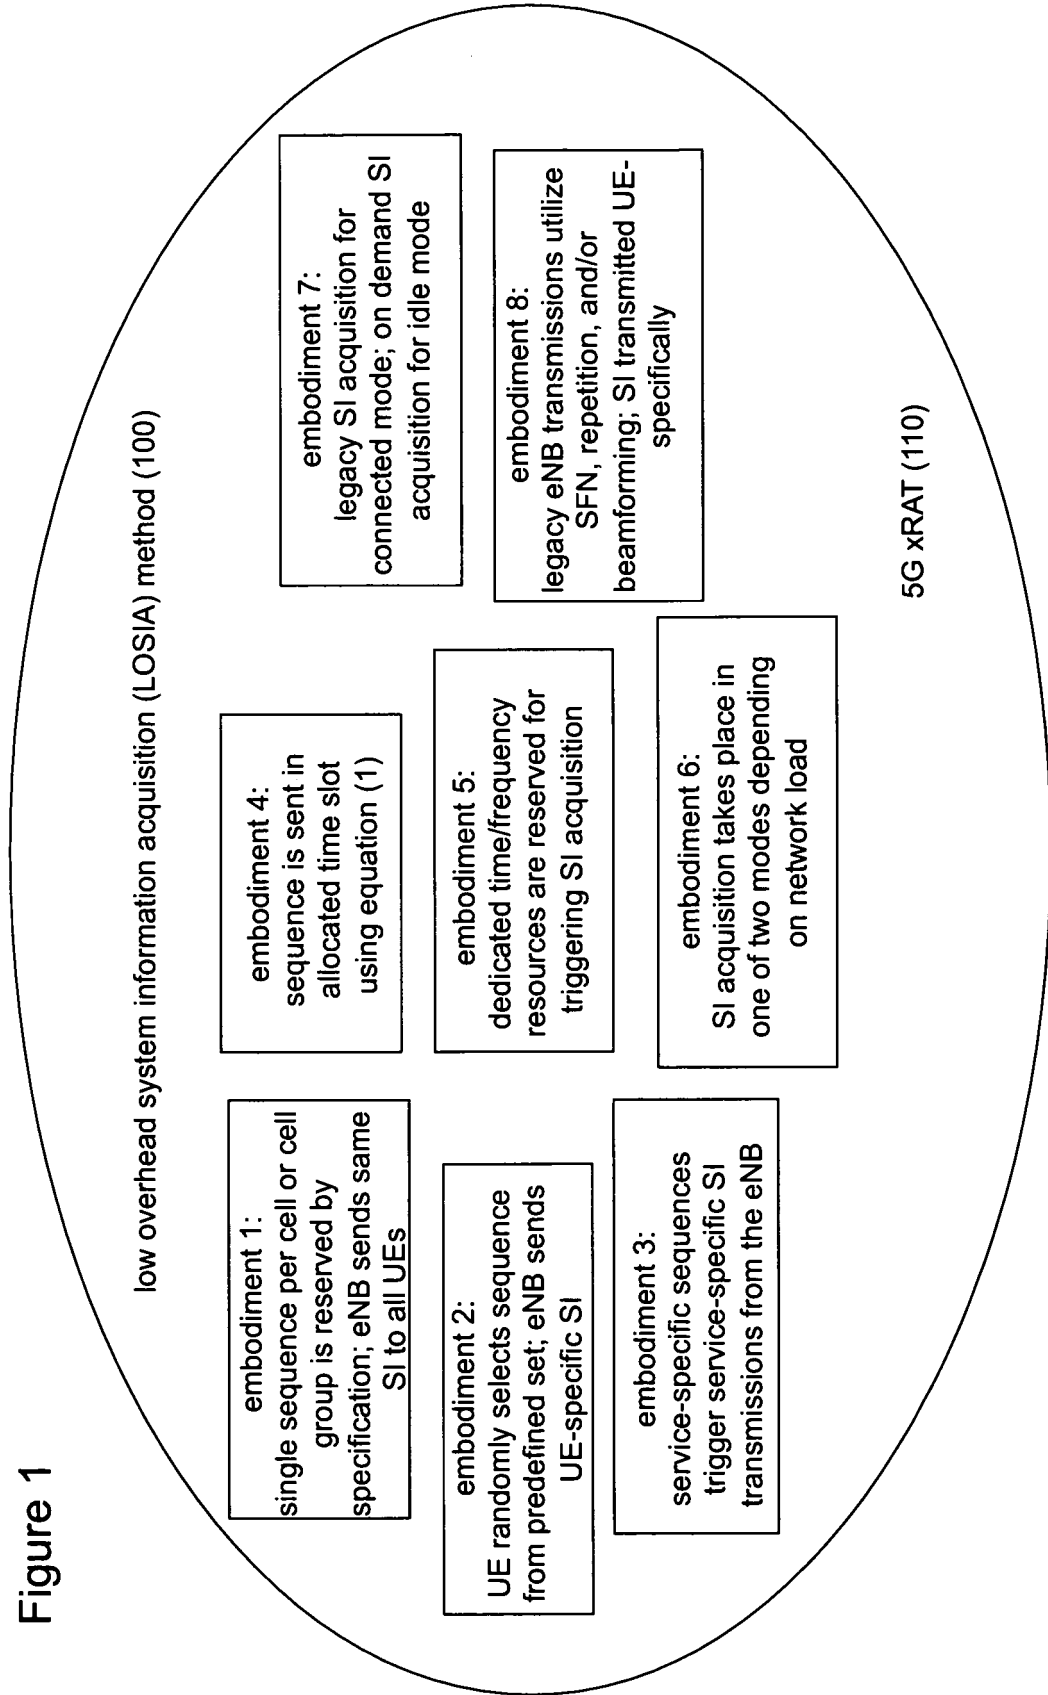 Figure 1
low overhead system information acquisition (LOSIA) method (100)
embodiment 1:
single sequence per cell or cell
group is reserved by
specification; eNB sends same
SI to all UEs
embodiment 2:
UE randomly selects sequence
from predefined set; eNB sends
UE-specific SI
embodiment 3:
service-specific sequences
trigger service-specific SI
transmissions from the eNB
embodiment 4:
sequence is sent in
allocated time slot
using equation (1)
embodiment 5:
dedicated time/frequency
resources are reserved for
triggering SI acquisition
embodiment 6:
SI acquisition takes place in
one of two modes depending
on network load
embodiment 7:
legacy SI acquisition for
connected mode; on demand SI
acquisition for idle mode
embodiment 8:
legacy eNB transmissions utilize
SFN, repetition, and/or
beamforming; SI transmitted UE-
specifically
5G xRAT (110)